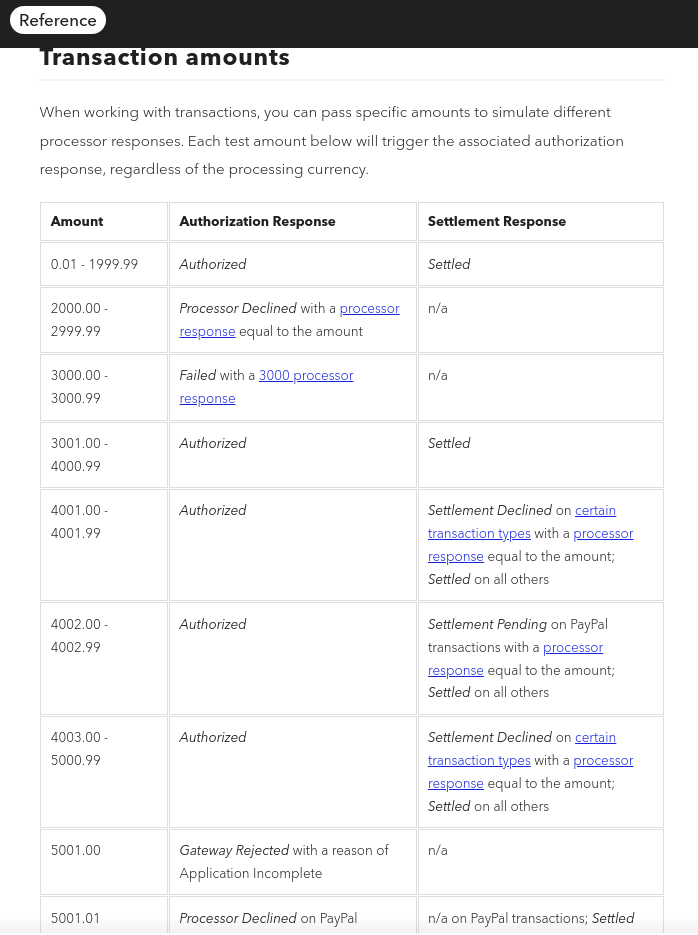 Reference
Transaction amounts
When working with transactions, you can pass specific amounts to simulate different
processor responses. Each test amount below will trigger the associated authorization
response, regardless of the processing currency.
Amount Authorization Response Settlement Response
0.01 - 1999.99 Authorized Settled
2000.00 - Processor Declined with a processor n/a
2999.99 response equal to the amount
3000.00 - Failed with a 3000 processor n/a
3000.99 response
3001.00 - Authorized Settled
4000.99
4001.00 - Authorized Settlement Declined on certain
4001.99 transaction types with a processor
response equal to the amount;
Settled on all others
4002.00 - Authorized Settlement Pending on PayPal
4002.99 transactions with a processor
response equal to the amount;
Settled on all others
4003.00 - Authorized Settlement Declined on certain
5000.99 transaction types with a processor
response equal to the amount;
Settled on all others
5001.00 Gateway Rejected with a reason of n/a
Application Incomplete
5001.01 Processor Declined on PayPal n/a on PayPal transactions; Settled